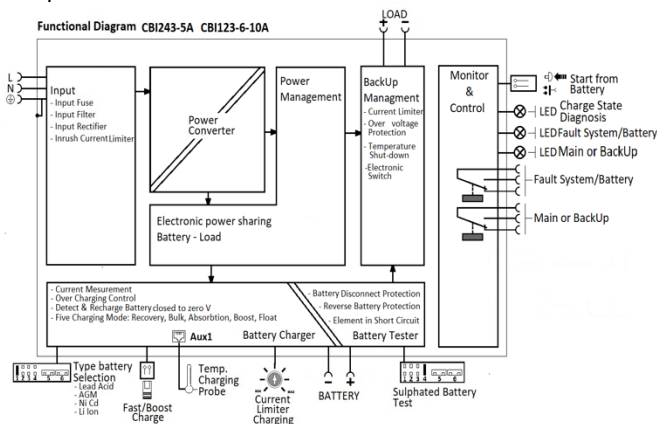 Functional Diagram CBI243-5A CBI123-6-10A
LOAD
+ -
L
N
Input
- Input Fuse
- Input Filter
- Input Rectifier
- Inrush Current Limiter
Power
Converter
Power
Management
BackUp
Managment
- Current Limiter
- Over voltage
Protection
- Temperature
Shut-down
-Electronic
Switch
Monitor
&
Control
Start from
Battery
LED Charge State
Diagnosis
LED Fault System/Battery
LED Main or BackUp
Fault System/Battery
Main or BackUp
Electronic power sharing
Battery - Load
- Current Mesurement
- Over Charging Control
- Detect & Recharge Battery closed to zero V
- Five Charging Mode: Recovery, Bulk, Absorbtion, Boost, Float
Aux1
Battery Charger
- Battery Disconnect Protection
- Reverse Battery Protection
- Element in Short Circuit
Battery Tester
1 2 3 4 5 6
Type battery
Selection
- Lead Acid
- AGM
- Ni Cd
- Li Ion
Fast/Boost
Charge
Temp.
Charging
Probe
Current
Limiter
Charging
- +
BATTERY
1 2 3 4 5 6
Sulphated Battery
Test